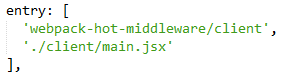 entry: [
  'webpack-hot-middleware/client',
  './client/main.jsx'
],